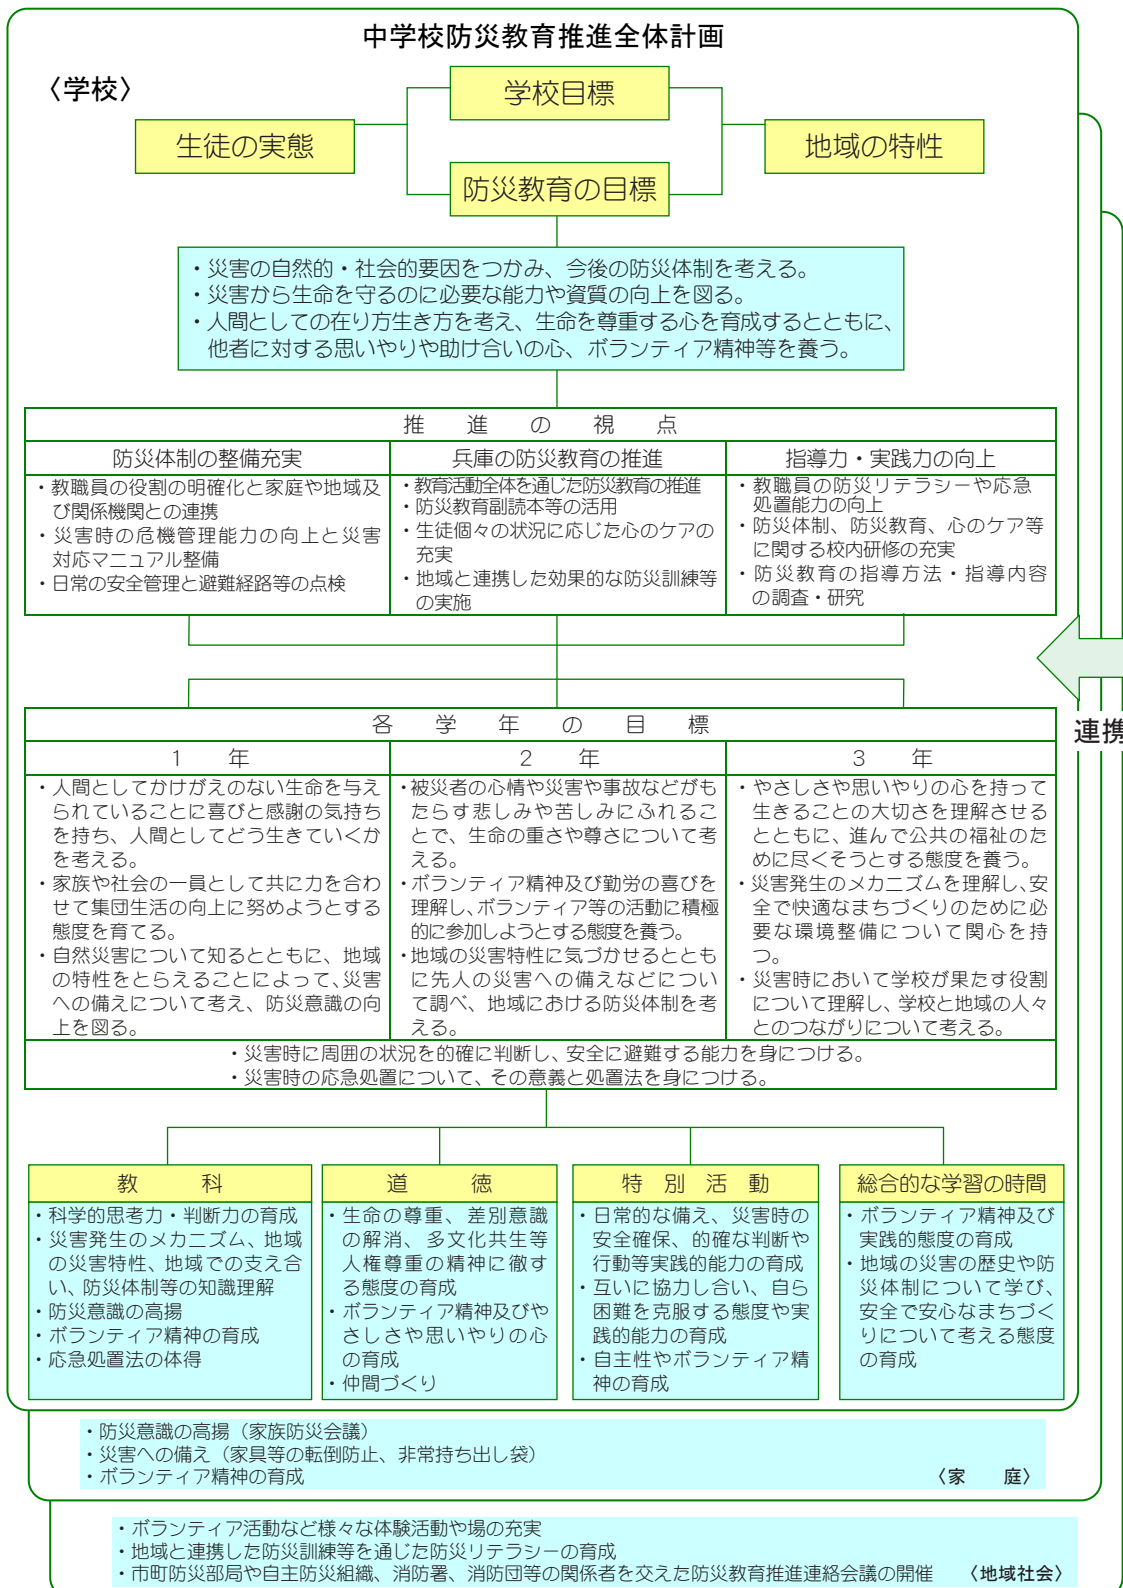 中学校防災教育推進全体計画
〈学校〉
学校目標
生徒の実態
地域の特性
防災教育の目標
・災害の自然的・社会的要因をつかみ、今後の防災体制を考える。
・災害から生命を守るのに必要な能力や資質の向上を図る。
・人間としての在り方生き方を考え、生命を尊重する心を育成するとともに、
他者に対する思いやりや助け合いの心、ボランティア精神等を養う。
推　進　の　視　点
防災体制の整備充実
・教職員の役割の明確化と家庭や地域及
び関係機関との連携
・災害時の危機管理能力の向上と災害
対応マニュアル整備
・日常の安全管理と避難経路等の点検
兵庫の防災教育の推進
・教育活動全体を通じた防災教育の推進
・防災教育副読本等の活用
・生徒個々の状況に応じた心のケアの
充実
・地域と連携した効果的な防災訓練等
の実施
指導力・実践力の向上
・教職員の防災リテラシーや応急
処置能力の向上
・防災体制、防災教育、心のケア等
に関する校内研修の充実
・防災教育の指導方法・指導内容
の調査・研究
連携
各　学　年　の　目　標
1　年
・人間としてかけがえのない生命を与え
られていることに喜びと感謝の気持ち
を持ち、人間としてどう生きていくか
を考える。
・家族や社会の一員として共に力を合わ
せて集団生活の向上に努めようとする
態度を育てる。
・自然災害について知るとともに、地域
の特性をとらえることによって、災害
への備えについて考え、防災意識の向
上を図る。
2　年
・被災者の心情や災害や事故などがも
たらす悲しみや苦しみにふれるこ
とで、生命の重さや尊さについて考
える。
・ボランティア精神及び勤労の喜びを
理解し、ボランティア等の活動に積極
的に参加しようとする態度を養う。
・地域の災害特性に気づかせるととも
に先人の災害への備えなどについ
て調べ、地域における防災体制を考
える。
3　年
・やさしさや思いやりの心を持って
生きることの大切さを理解させる
とともに、進んで公共の福祉のた
めに尽くそうとする態度を養う。
・災害発生のメカニズムを理解し、安
全で快適なまちづくりのために必
要な環境整備について関心を持
つ。
・災害時において学校が果たす役割
について理解し、学校と地域の人々
とのつながりについて考える。
・災害時に周囲の状況を的確に判断し、安全に避難する能力を身につける。
・災害時の応急処置について、その意義と処置法を身につける。
教　科
・科学的思考力・判断力の育成
・災害発生のメカニズム、地域
の災害特性、地域での支え合
い、防災体制等の知識理解
・防災意識の高揚
・ボランティア精神の育成
・応急処置法の体得
道　徳
・生命の尊重、差別意識
の解消、多文化共生等
人権尊重の精神に徹す
る態度の育成
・ボランティア精神及びや
さしさや思いやりの心
の育成
・仲間づくり
特　別　活　動
・日常的な備え、災害時の
安全確保、的確な判断や
行動等実践的能力の育成
・互いに協力し合い、自ら
困難を克服する態度や実
践的能力の育成
・自主性やボランティア精
神の育成
総合的な学習の時間
・ボランティア精神及び
実践的態度の育成
・地域の災害の歴史や防
災体制について学び、
安全で安心なまちづく
りについて考える態度
の育成
・防災意識の高揚（家族防災会議）
・災害への備え（家具等の転倒防止、非常持ち出し袋）
・ボランティア精神の育成　〈家　庭〉
・ボランティア活動など様々な体験活動や場の充実
・地域と連携した防災訓練等を通じた防災リテラシーの育成
・市町防災部局や自主防災組織、消防署、消防団等の関係者を交えた防災教育推進連絡会議の開催　〈地域社会〉